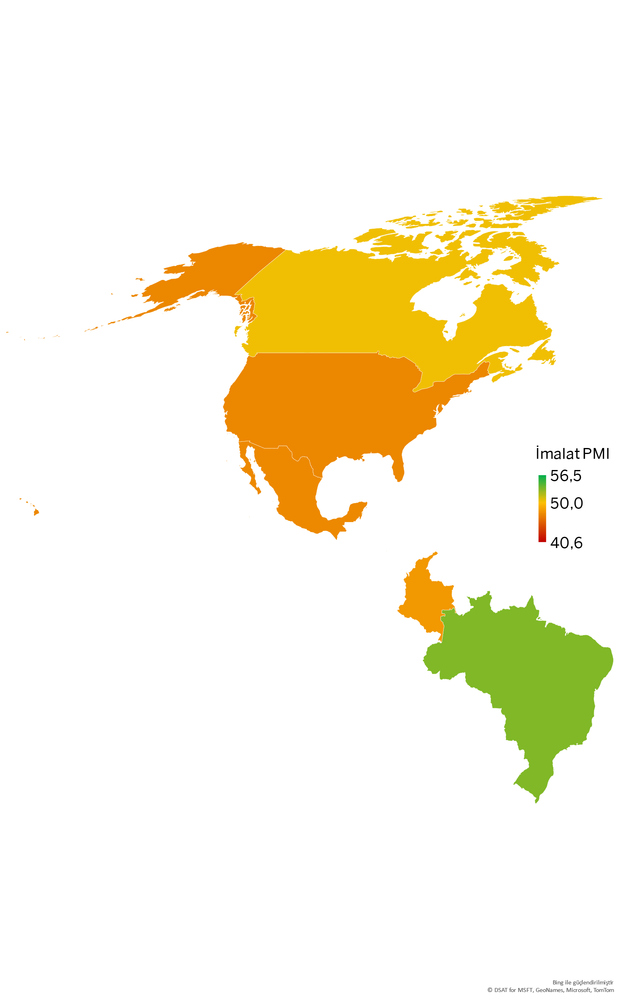 İmalat PMI
56,5
50,0
40,6
Bing ile güçlendirilmiştir
© DSAT for MSFT, GeoNames, Microsoft, TomTom